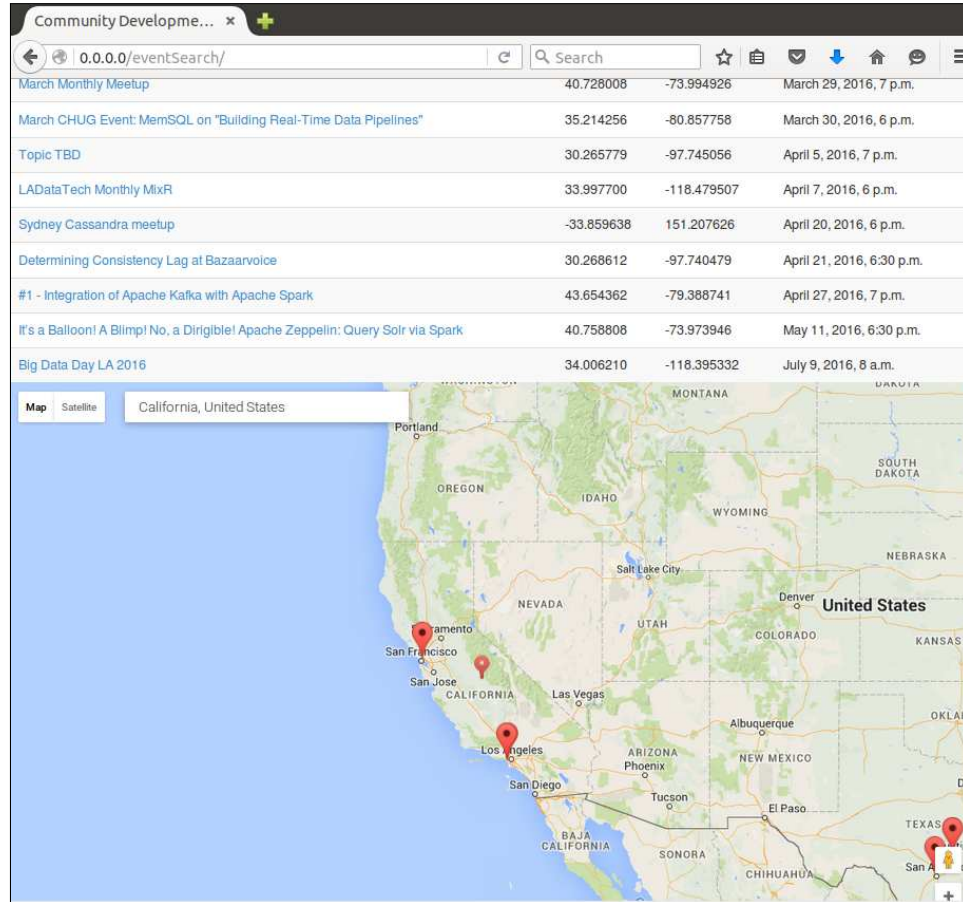 Community Developme... ×
0.0.0.0/eventSearch/ Search
March Monthly Meetup 40.728008 -73.994926 March 29, 2016, 7 p.m.
March CHUG Event: MemSQL on "Building Real-Time Data Pipelines" 35.214256 -80.857758 March 30, 2016, 6 p.m.
Topic TBD 30.265779 -97.745056 April 5, 2016, 7 p.m.
LADataTech Monthly MixR 33.997700 -118.479507 April 7, 2016, 6 p.m.
Sydney Cassandra meetup -33.859638 151.207626 April 20, 2016, 6 p.m.
Determining Consistency Lag at Bazaarvoice 30.268612 -97.740479 April 21, 2016, 6:30 p.m.
#1 - Integration of Apache Kafka with Apache Spark 43.654362 -79.388741 April 27, 2016, 7 p.m.
It's a Balloon! A Blimp! No, a Dirigible! Apache Zeppelin: Query Solr via Spark 40.758808 -73.973946 May 11, 2016, 6:30 p.m.
Big Data Day LA 2016 34.006210 -118.395332 July 9, 2016, 8 a.m.
Map Satellite California, United States
MONTANA
Portland
SOUTH
DAKOTA
OREGON
IDAHO
WYOMING
Salt Lake City
NEBRASKA
Denver
United States
NEVADA
UTAH
COLORADO
KANSAS
San Francisco
San Jose
CALIFORNIA
Las Vegas
Albuquerque
Los Angeles
ARIZONA
NEW MEXICO
Phoenix
San Diego
Tucson
El Paso
TEXAS
BAJA
CALIFORNIA
SONORA
CHIHUAHUA